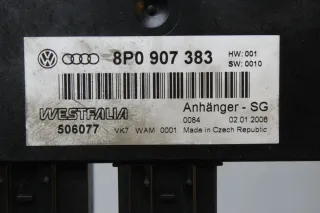 8P0 907 383
HW: 001
SW: 0010
WESTFALIA
506077
VK7 WAM 0001
Anhänger - SG
0084 02.01.2006
Made in Czech Republic